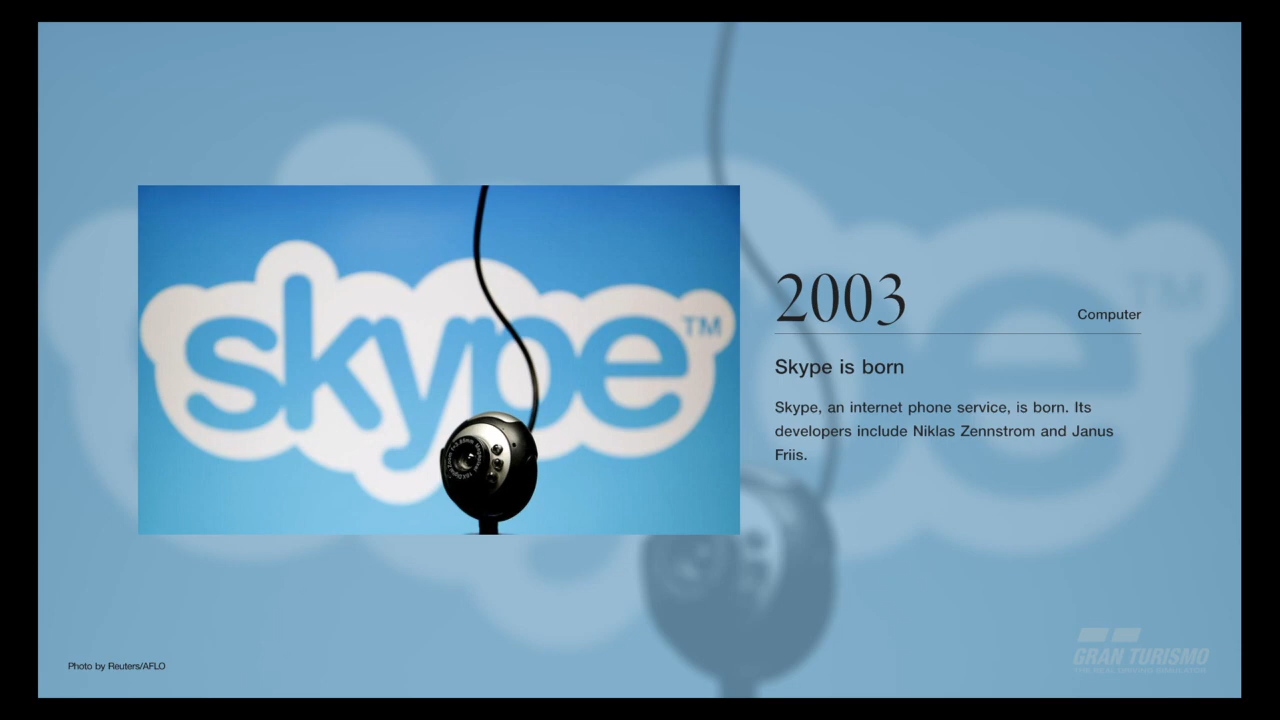 skype™
2003
Computer
Skype is born
Skype, an internet phone service, is born. Its
developers include Niklas Zennstrom and Janus
Friis.
Photo by Reuters/AFLO
GRAN TURISMO